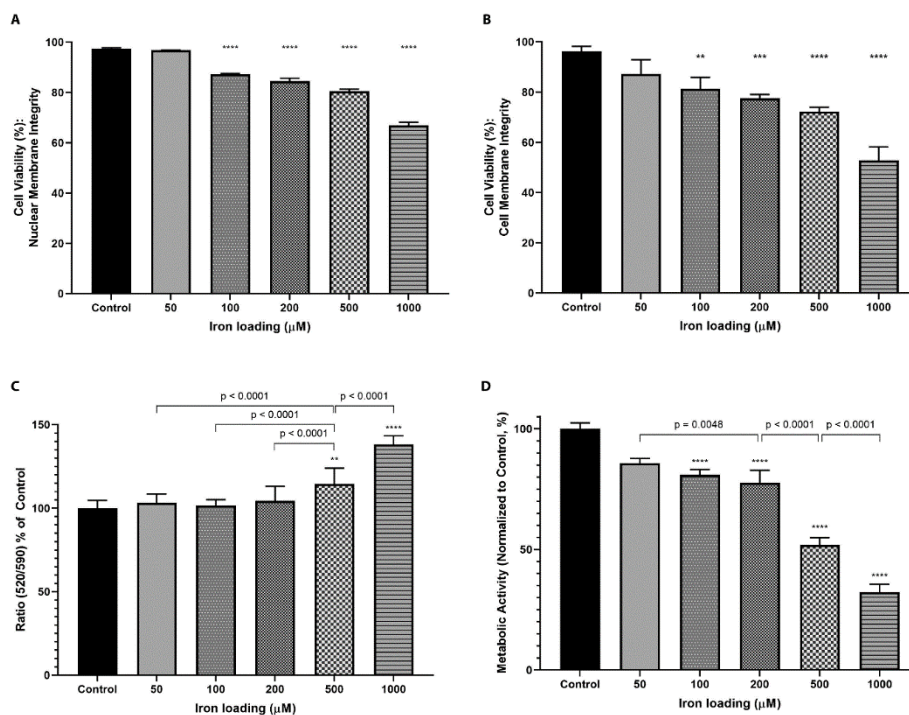 A
Cell Viability (%):
Nuclear Membrane Integrity
100
80
60
40
20
0
**** **** **** ****
Control 50 100 200 500 1000
Iron loading (μM)
B
Cell Viability (%):
Cell Membrane Integrity
100
80
60
40
20
0
** *** **** ****
Control 50 100 200 500 1000
Iron loading (μM)
C
Ratio (520/590) % of Control
150
100
50
0
p < 0.0001 p < 0.0001
p < 0.0001
p < 0.0001
** ****
Control 50 100 200 500 1000
Iron loading (μM)
D
Metabolic Activity (Normalized to Control, %)
100
50
0
p = 0.0048 p < 0.0001 p < 0.0001
**** **** **** ****
Control 50 100 200 500 1000
Iron loading (μM)